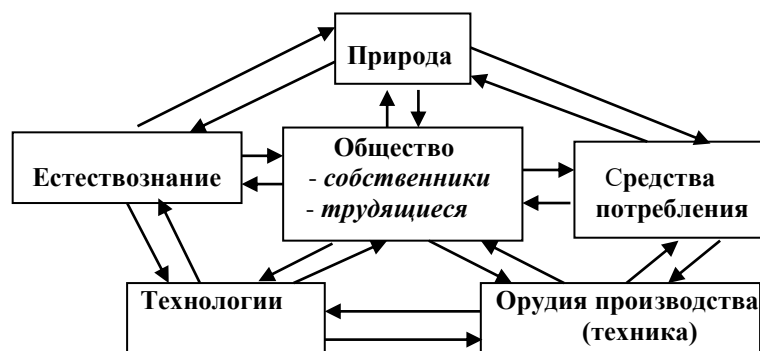 Природа
Общество
- собственники
- трудящиеся
Естествознание
Средства
потребления
Технологии
Орудия производства
(техника)